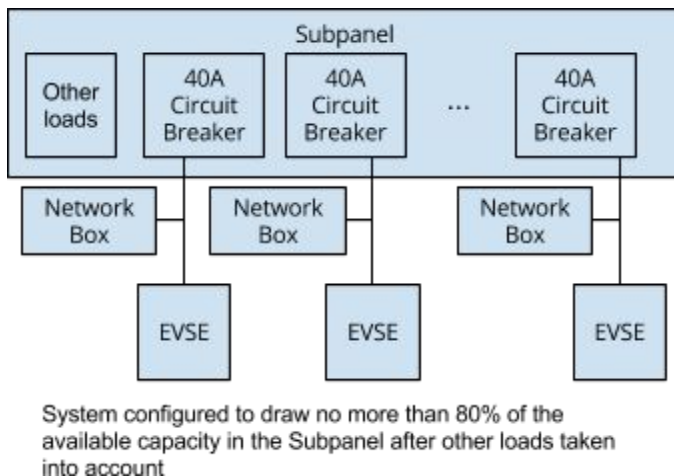 Subpanel
Other
loads
40A
Circuit
Breaker
40A
Circuit
Breaker
...
40A
Circuit
Breaker
Network
Box
Network
Box
Network
Box
EVSE
EVSE
EVSE
System configured to draw no more than 80% of the
available capacity in the Subpanel after other loads taken
into account